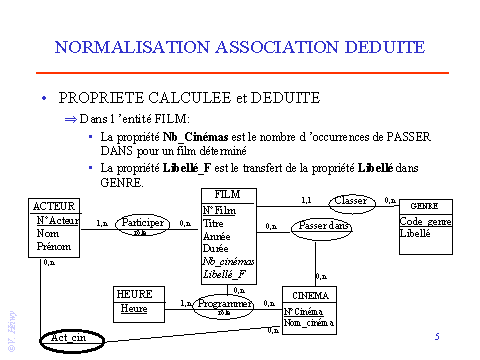 NORMALISATION ASSOCIATION DEDUITE
• PROPRIETE CALCULEE et DEDUITE
⇒ Dans l ’entité FILM:
• La propriété Nb_Cinémas est le nombre d ’occurrences de PASSER
DANS pour un film déterminé
• La propriété Libellé_F est le transfert de la propriété Libellé dans
GENRE.
ACTEUR
N°Acteur
Nom
Prénom
0,n
1,n
Participer
0,n
FILM
N°Film
Titre
Année
Durée
Nb_cinémas
Libellé_F
1,1
Classer
0,n
GENRE
Code_genre
Libellé
0,n
Passer dans
0,n
0,n
HEURE
Heure
1,n
Programmer
0,n
CINEMA
N°Cinéma
Nom_cinéma
0,n
Act_cin
5